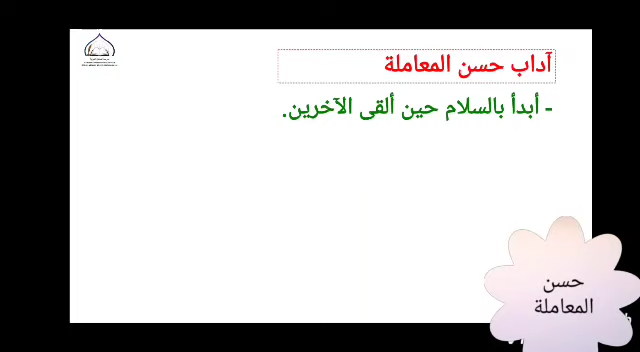 آداب حسن المعاملة
- أبدأ بالسلام حين ألقى الآخرين.
حسن
المعاملة